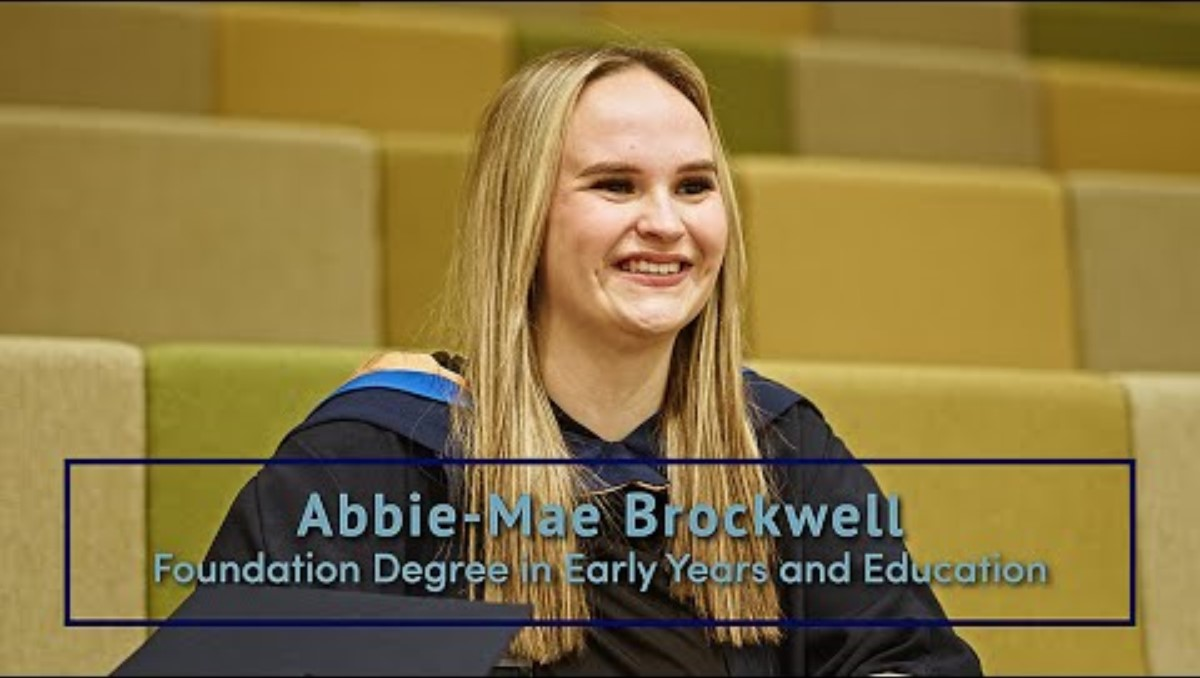 Abbie-Mae Brockwell
Foundation Degree in Early Years and Education